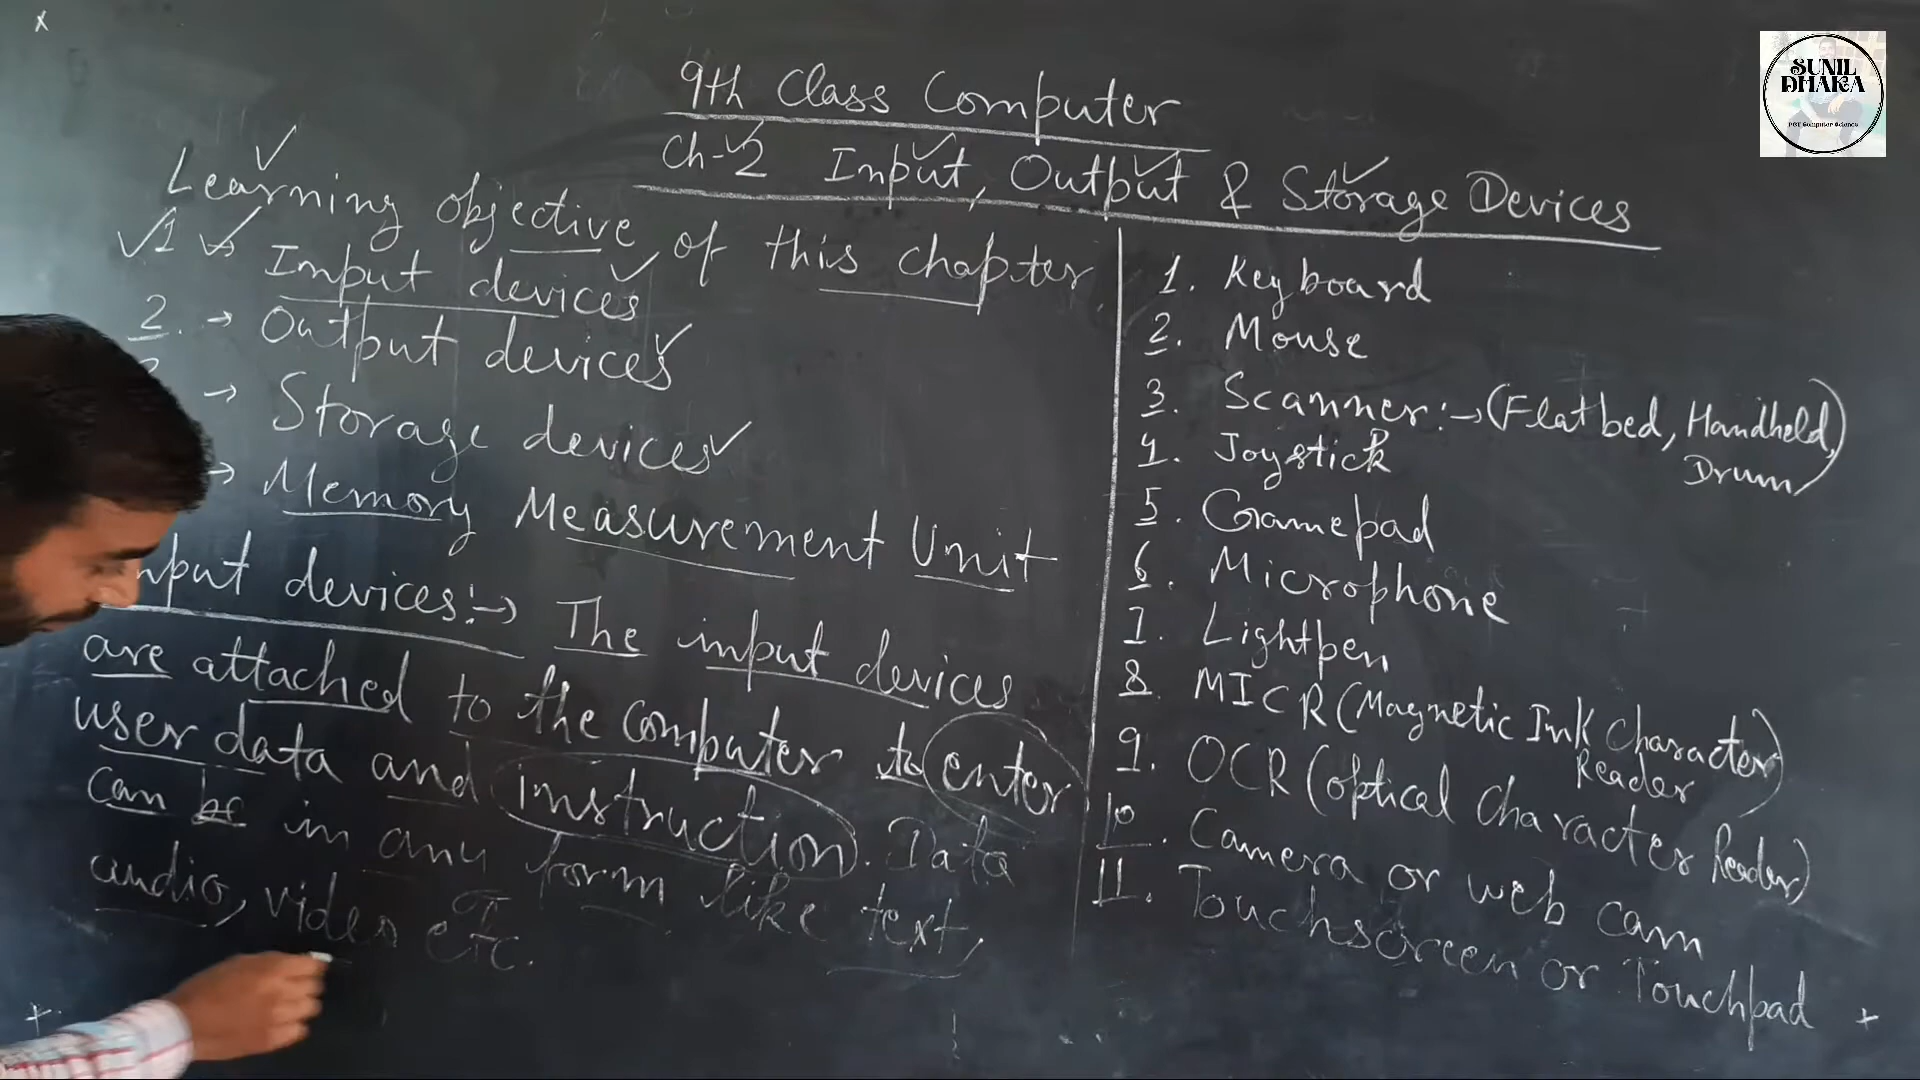 9th Class Computer
Ch-2 Input, Output & Storage Devices
Learning objective of this chapter
1 → Input devices
2. → Output devices
→ Storage devices
→ Memory Measurement Unit
nput devices:→ The input devices
are attached to the computer to enter
user data and instruction. Data
can be in any form like text,
audio, video etc.
1. Keyboard
2. Mouse
3. Scanner:→(Flatbed, Handheld,
Drum)
4. Joystick
5. Gamepad
6. Microphone
7. Lightpen
8. MICR (Magnetic Ink Character
Reader)
9. OCR (optical Character Reader)
10. Camera or web cam
11. Touchscreen or Touchpad
SUNIL
DHAKA
PGT Computer Science